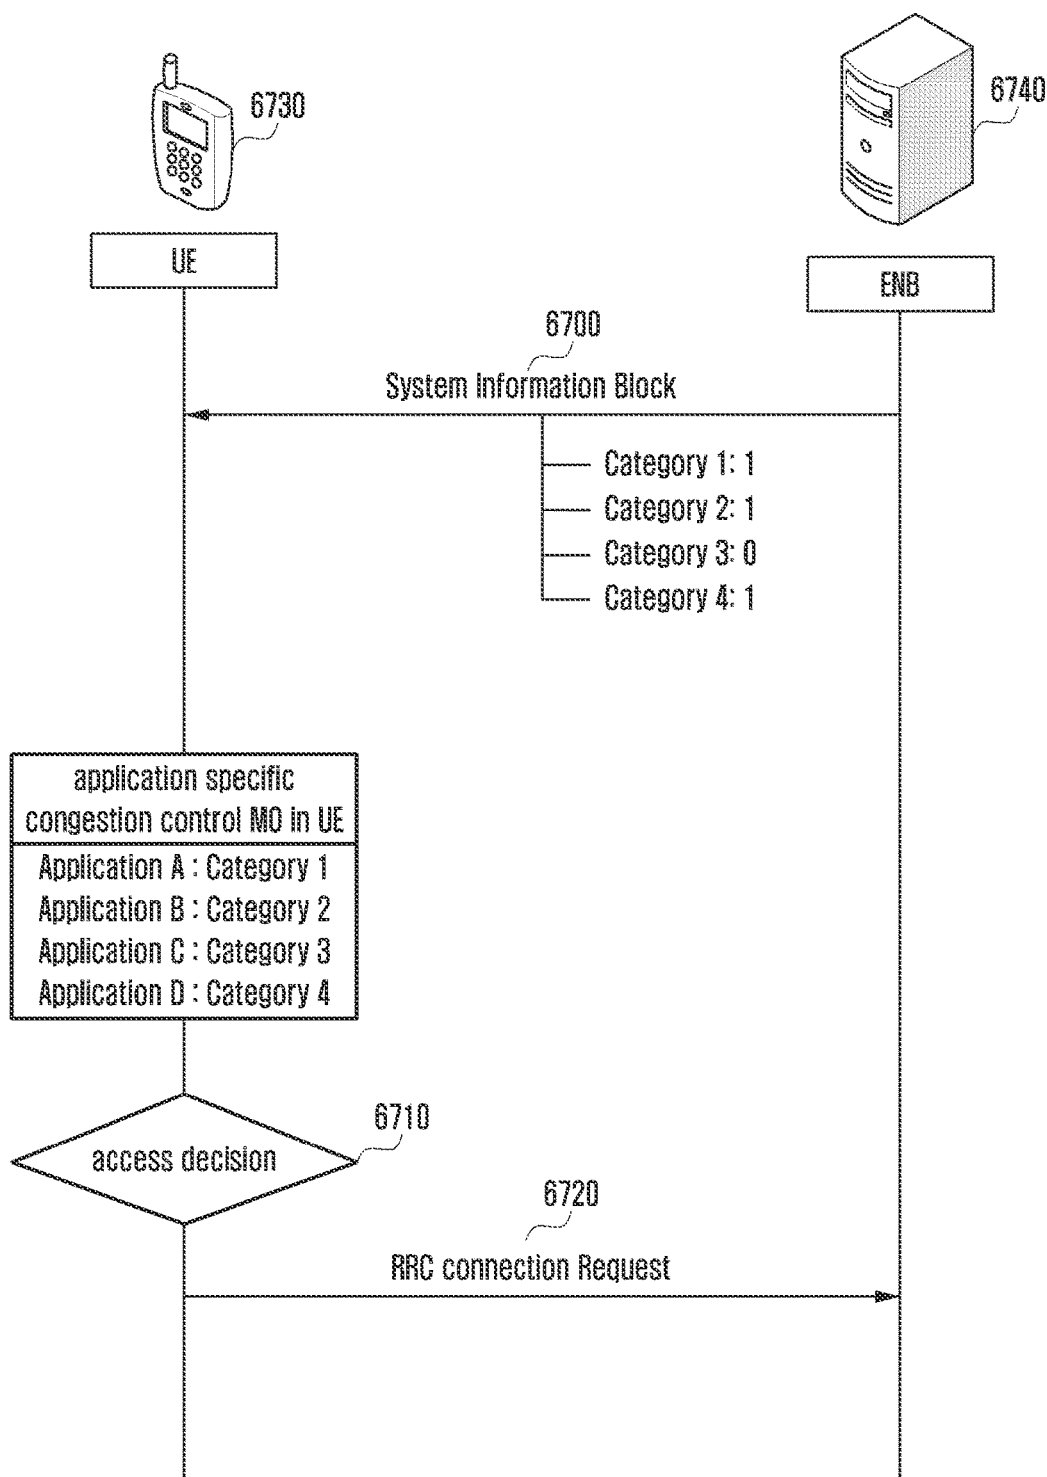 6730
6740
UE
ENB
6700
System Information Block
Category 1: 1
Category 2: 1
Category 3: 0
Category 4: 1
application specific
congestion control MO in UE
Application A : Category 1
Application B : Category 2
Application C : Category 3
Application D : Category 4
6710
access decision
6720
RRC connection Request